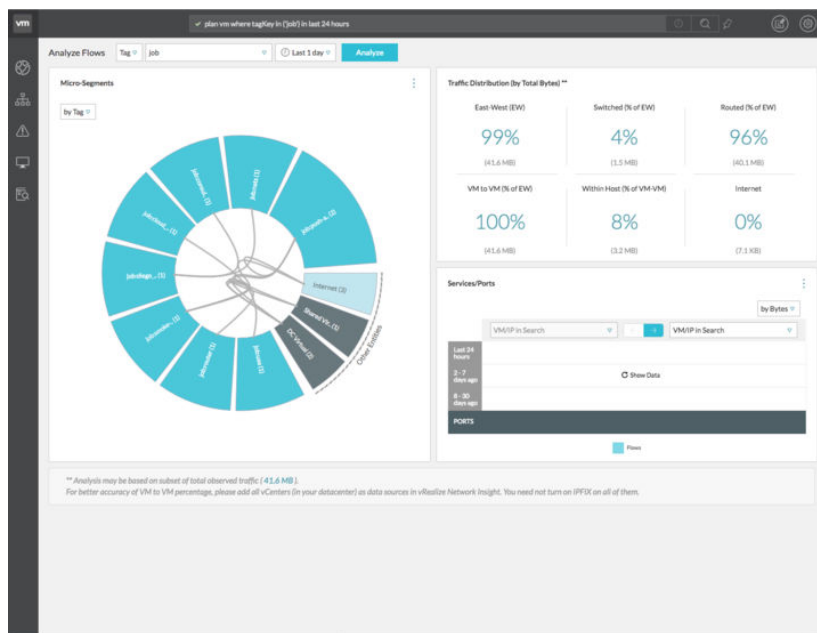 vm
plan vm where tagKey in ('job') in last 24 hours
Analyze Flows Tag job Last 1 day Analyze
Micro-Segments
by Tag
Internet (3)
Shared Vir.. (1)
DC Virtual (2)
Other Entities
Traffic Distribution (by Total Bytes) **
East-West (EW) Switched (% of EW) Routed (% of EW)
99% 4% 96%
(41.6 MB) (1.5 MB) (40.1 MB)
VM to VM (% of EW) Within Host (% of VM-VM) Internet
100% 8% 0%
(41.6 MB) (3.2 MB) (7.1 KB)
Services/Ports
by Bytes
VM/IP in Search VM/IP in Search
Last 24
hours
2 - 7
days ago
Show Data
8 - 30
days ago
PORTS
Flows
** Analysis may be based on subset of total observed traffic ( 41.6 MB ).
For better accuracy of VM to VM percentage, please add all vCenters (in your datacenter) as data sources in vRealize Network Insight. You need not turn on IPFIX on all of them.